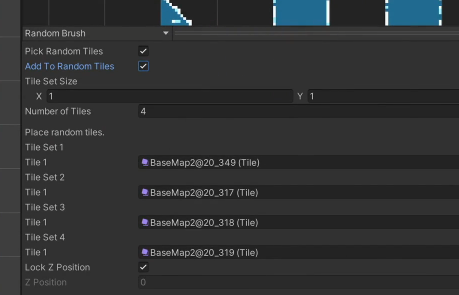 Random Brush
Pick Random Tiles
Add To Random Tiles
Tile Set Size
X 1 Y 1
Number of Tiles 4
Place random tiles.
Tile Set 1
Tile 1 BaseMap2@20_349 (Tile)
Tile Set 2
Tile 1 BaseMap2@20_317 (Tile)
Tile Set 3
Tile 1 BaseMap2@20_318 (Tile)
Tile Set 4
Tile 1 BaseMap2@20_319 (Tile)
Lock Z Position
Z Position 0